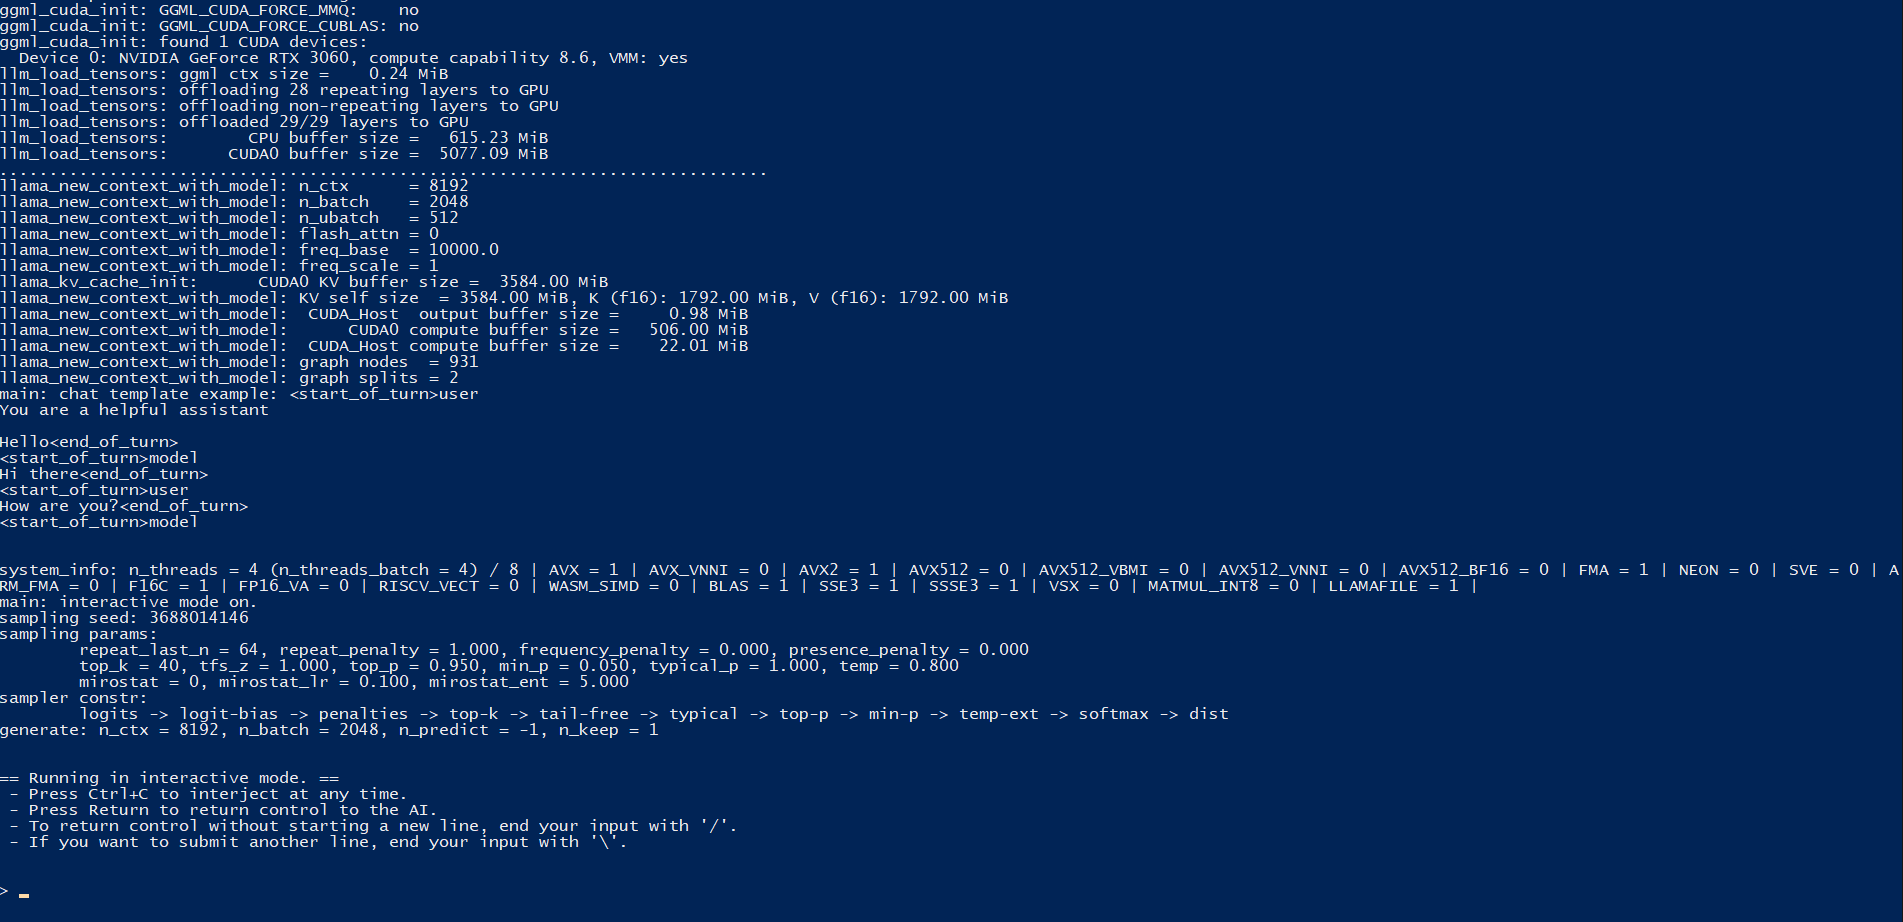 ggml_cuda_init: GGML_CUDA_FORCE_MMQ:    no
ggml_cuda_init: GGML_CUDA_FORCE_CUBLAS: no
ggml_cuda_init: found 1 CUDA devices:
  Device 0: NVIDIA GeForce RTX 3060, compute capability 8.6, VMM: yes
llm_load_tensors: ggml ctx size =    0.24 MiB
llm_load_tensors: offloading 28 repeating layers to GPU
llm_load_tensors: offloading non-repeating layers to GPU
llm_load_tensors: offloaded 29/29 layers to GPU
llm_load_tensors:        CPU buffer size =   615.23 MiB
llm_load_tensors:      CUDA0 buffer size =  5077.09 MiB
.............................................................................
llama_new_context_with_model: n_ctx      = 8192
llama_new_context_with_model: n_batch    = 2048
llama_new_context_with_model: n_ubatch   = 512
llama_new_context_with_model: flash_attn = 0
llama_new_context_with_model: freq_base  = 10000.0
llama_new_context_with_model: freq_scale = 1
llama_kv_cache_init:      CUDA0 KV buffer size =  3584.00 MiB
llama_new_context_with_model: KV self size  = 3584.00 MiB, K (f16): 1792.00 MiB, V (f16): 1792.00 MiB
llama_new_context_with_model:  CUDA_Host  output buffer size =     0.98 MiB
llama_new_context_with_model:      CUDA0 compute buffer size =   506.00 MiB
llama_new_context_with_model:  CUDA_Host compute buffer size =    22.01 MiB
llama_new_context_with_model: graph nodes  = 931
llama_new_context_with_model: graph splits = 2
main: chat template example: <start_of_turn>user
You are a helpful assistant

Hello<end_of_turn>
<start_of_turn>model
Hi there<end_of_turn>
<start_of_turn>user
How are you?<end_of_turn>
<start_of_turn>model

system_info: n_threads = 4 (n_threads_batch = 4) / 8 | AVX = 1 | AVX_VNNI = 0 | AVX2 = 1 | AVX512 = 0 | AVX512_VBMI = 0 | AVX512_VNNI = 0 | AVX512_BF16 = 0 | FMA = 1 | NEON = 0 | SVE = 0 | A
RM_FMA = 0 | F16C = 1 | FP16_VA = 0 | RISCV_VECT = 0 | WASM_SIMD = 0 | BLAS = 1 | SSE3 = 1 | SSSE3 = 1 | VSX = 0 | MATMUL_INT8 = 0 | LLAMAFILE = 1 |
main: interactive mode on.
sampling seed: 3688014146
sampling params:
        repeat_last_n = 64, repeat_penalty = 1.000, frequency_penalty = 0.000, presence_penalty = 0.000
        top_k = 40, tfs_z = 1.000, top_p = 0.950, min_p = 0.050, typical_p = 1.000, temp = 0.800
        mirostat = 0, mirostat_lr = 0.100, mirostat_ent = 5.000
sampler constr:
        logits -> logit-bias -> penalties -> top-k -> tail-free -> typical -> top-p -> min-p -> temp-ext -> softmax -> dist
generate: n_ctx = 8192, n_batch = 2048, n_predict = -1, n_keep = 1

== Running in interactive mode. ==
 - Press Ctrl+C to interject at any time.
 - Press Return to return control to the AI.
 - To return control without starting a new line, end your input with '/'.
 - If you want to submit another line, end your input with '\'.

> _